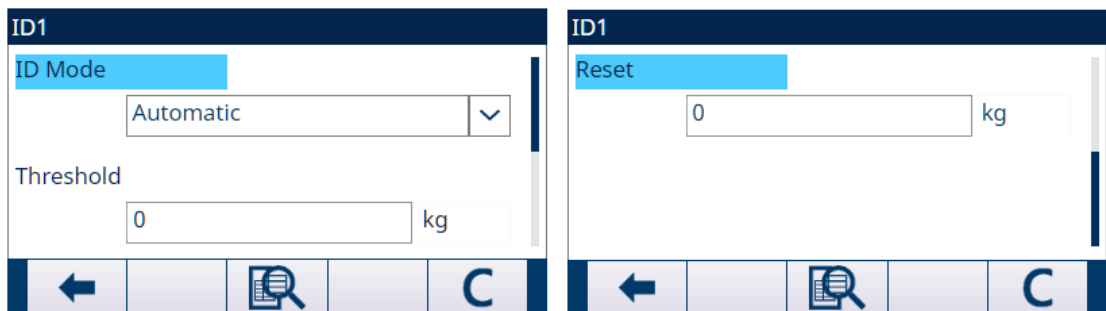 ID1
ID Mode
Automatic
Threshold
0 kg
C
ID1
Reset
0 kg
C